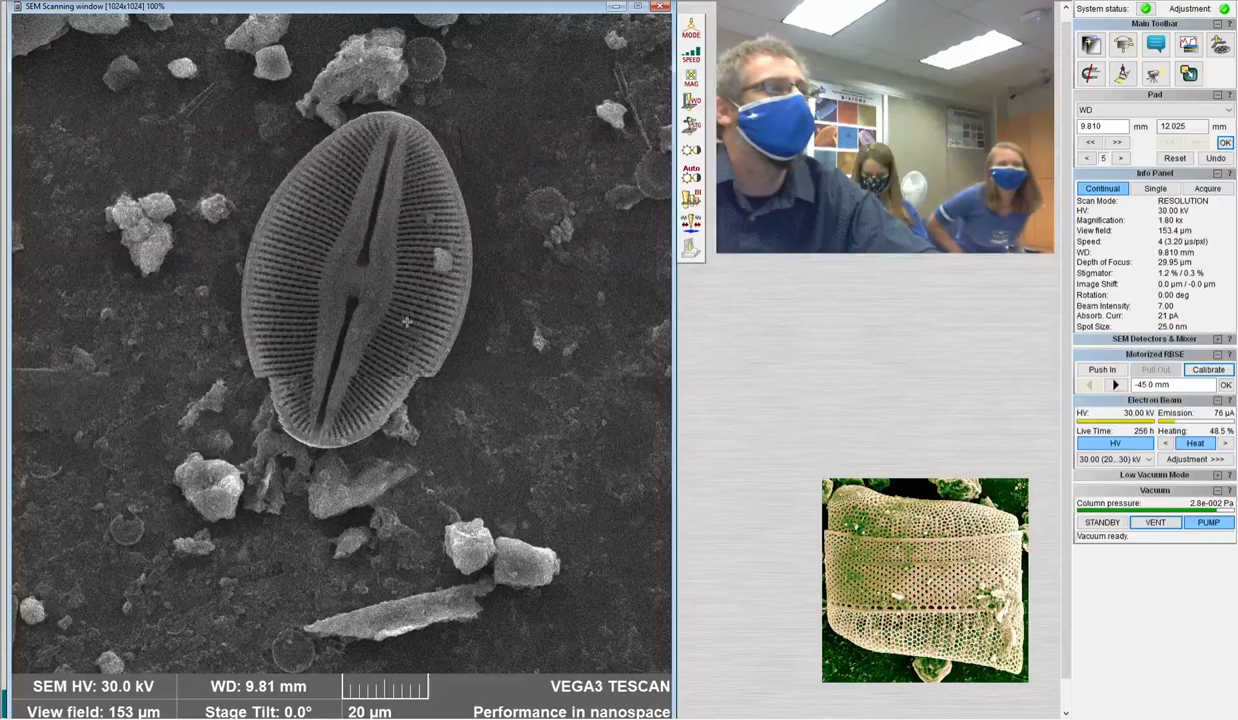 SEM Scanning window [1024x1024] 100%
MODE
SPEED
MAG
WD
STG
Auto
BI
System status:
Adjustment:
Main Toolbar
Pad
WD
9.810 mm 12.025 mm
<< >> OK
< 5 > Reset Undo
Info Panel
Continual Single Acquire
Scan Mode: RESOLUTION
HV: 30.00 kV
Magnification: 1.80 kx
View field: 153.4 µm
Speed: 4 (3.20 µs/pxl)
WD: 9.810 mm
Depth of Focus: 29.95 µm
Stigmator: 1.2 % / 0.3 %
Image Shift: 0.0 µm / -0.0 µm
Rotation: 0.00 deg
Beam Intensity: 7.00
Absorb. Curr: 21 pA
Spot Size: 25.0 nm
SEM Detectors & Mixer
Motorized RBSE
Push In Pull Out Calibrate
-45.0 mm OK
Electron Beam
HV: 30.00 kV Emission: 76 µA
Live Time: 256 h Heating: 48.5 %
HV < Heat >
30.00 (20...30) kV Adjustment >>>
Low Vacuum Mode
Vacuum
Column pressure: 2.8e-002 Pa
STANDBY VENT PUMP
Vacuum ready.
SEM HV: 30.0 kV WD: 9.81 mm VEGA3 TESCAN
View field: 153 µm Stage Tilt: 0.0° 20 µm Performance in nanospace